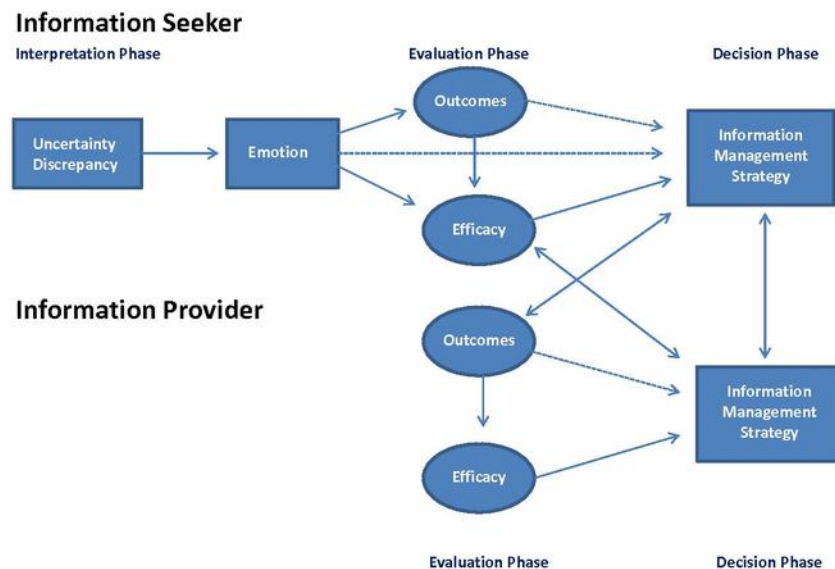 Information Seeker
Interpretation Phase
Evaluation Phase
Decision Phase
Outcomes
Uncertainty
Discrepancy
Emotion
Information
Management
Strategy
Efficacy
Information Provider
Outcomes
Information
Management
Strategy
Efficacy
Evaluation Phase
Decision Phase